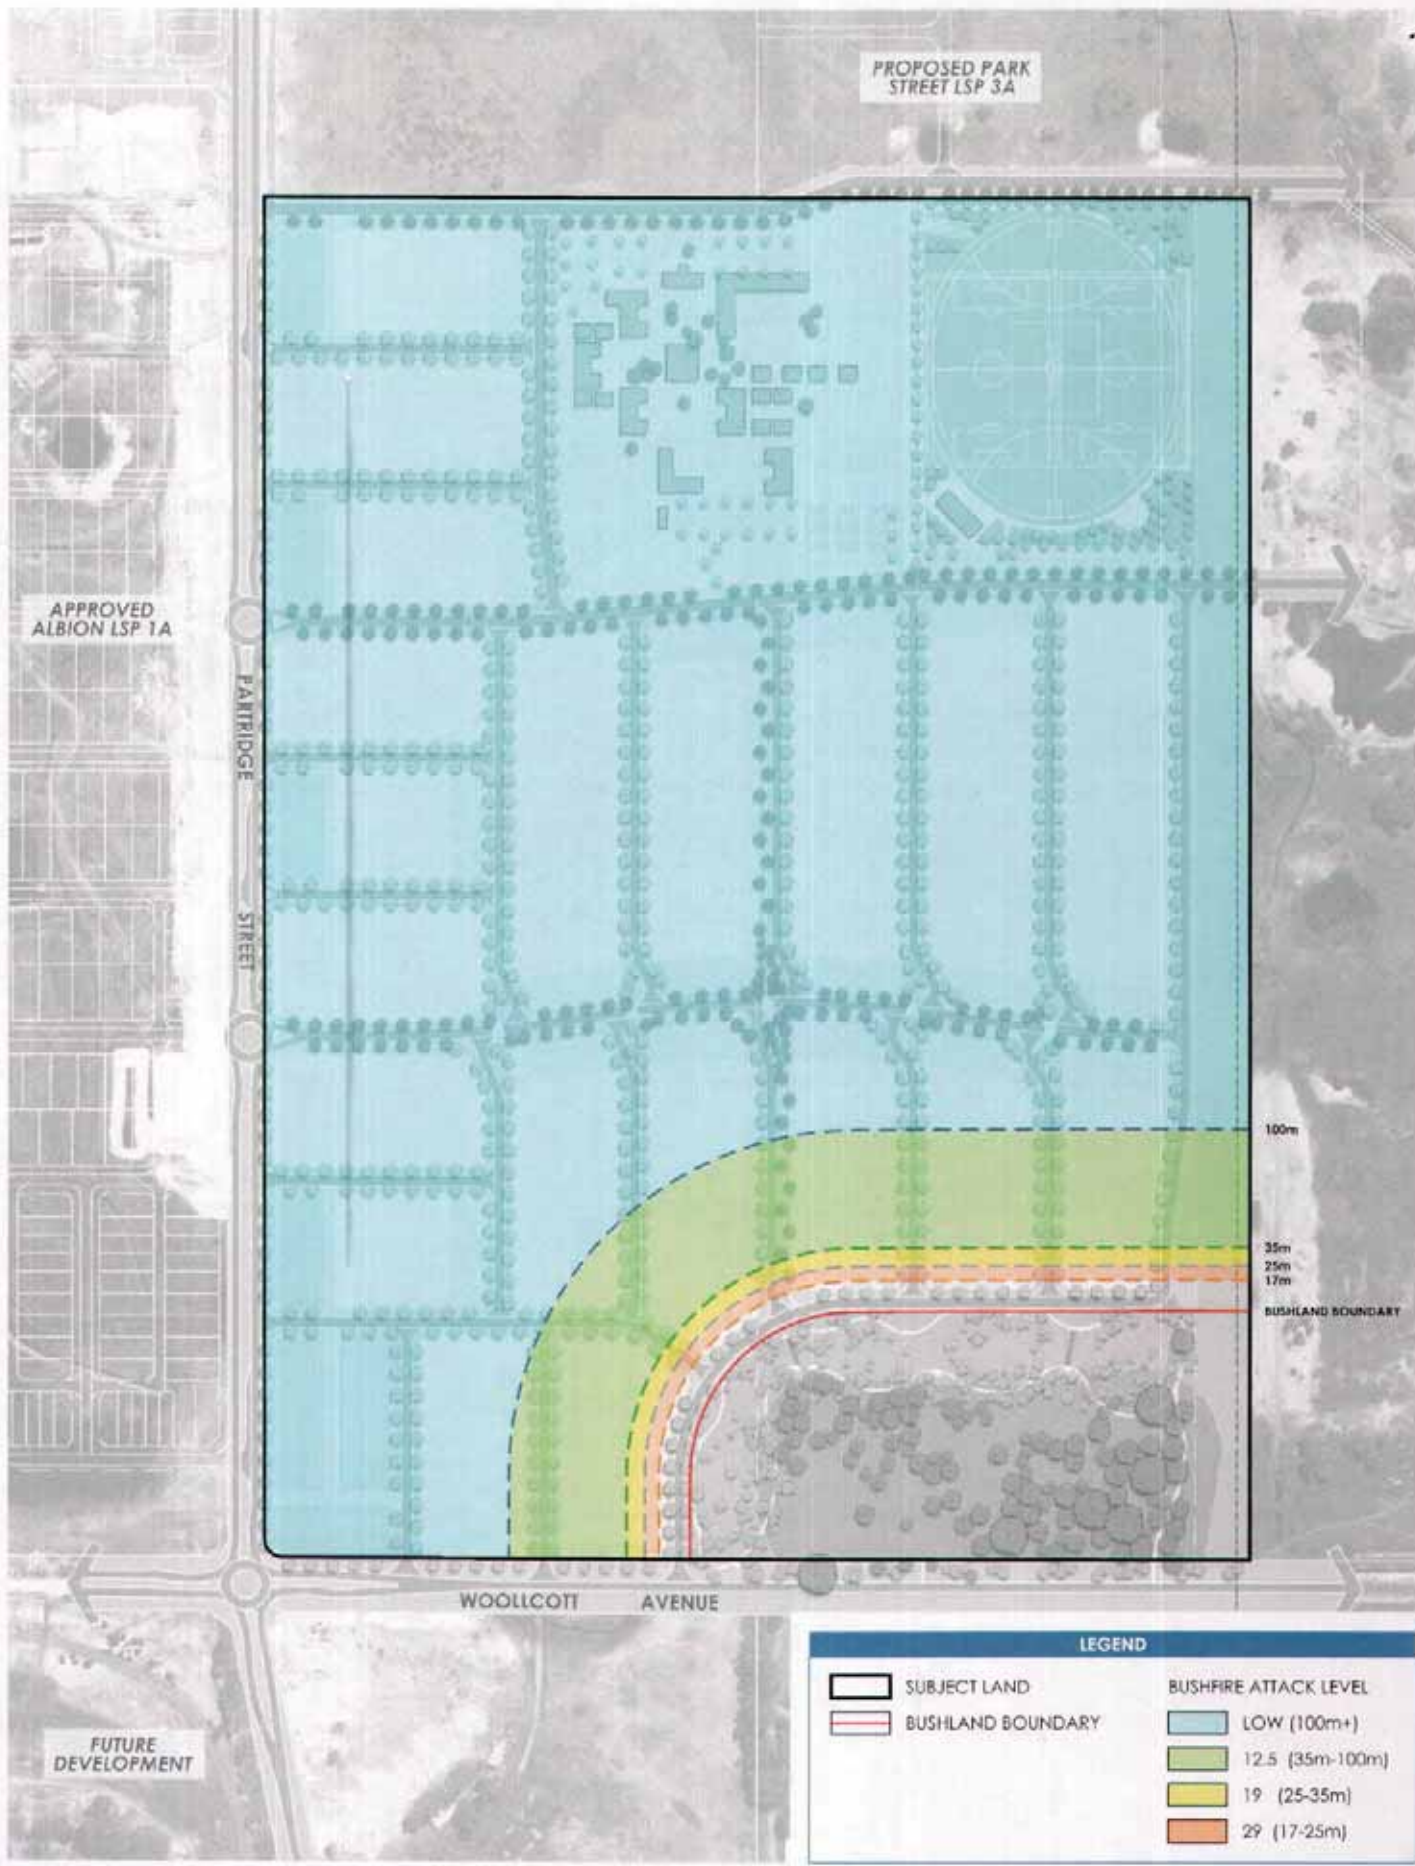 PROPOSED PARK
STREET LSP 3A
APPROVED
ALBION LSP 1A
PARTRIDGE
STREET
100m
35m
25m
17m
BUSHLAND BOUNDARY
WOOLLCOTT AVENUE
FUTURE
DEVELOPMENT
LEGEND
SUBJECT LAND
BUSHLAND BOUNDARY
BUSHFIRE ATTACK LEVEL
LOW (100m+)
12.5 (35m-100m)
19 (25-35m)
29 (17-25m)